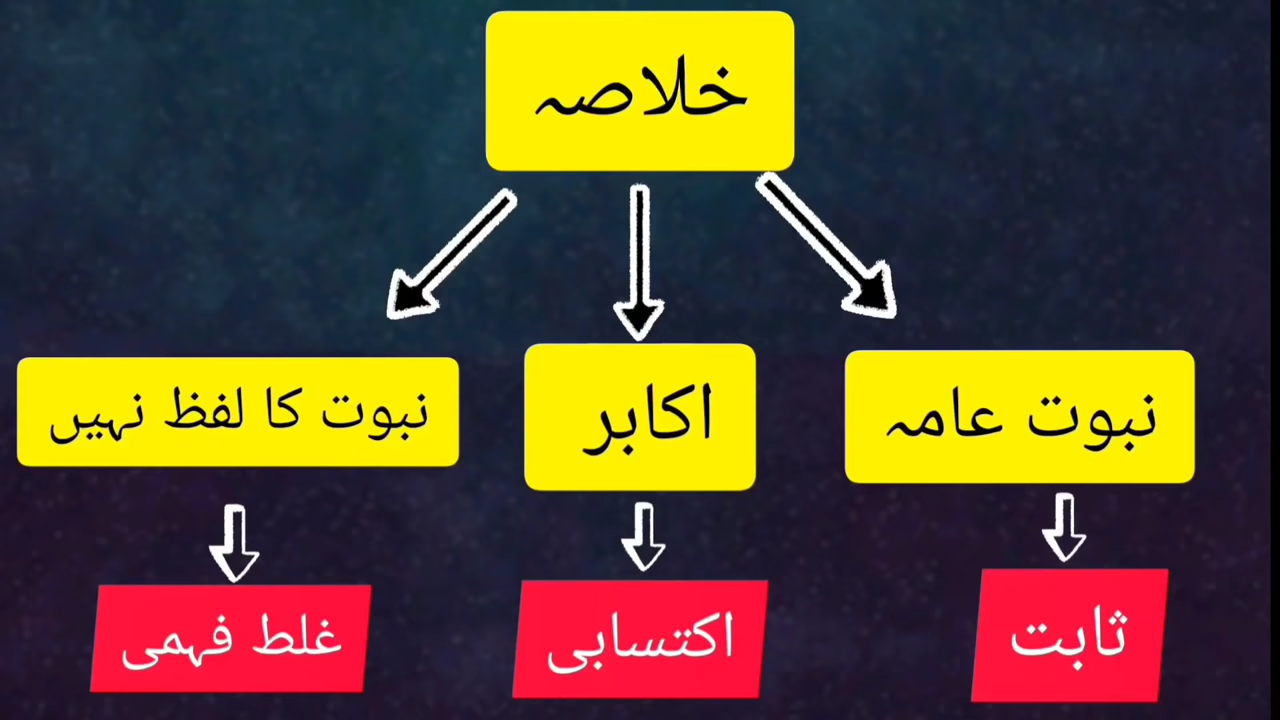 خلاصہ
نبوت عامہ
اکابر
نبوت کا لفظ نہیں
ثابت
اکتسابی
غلط فہمی